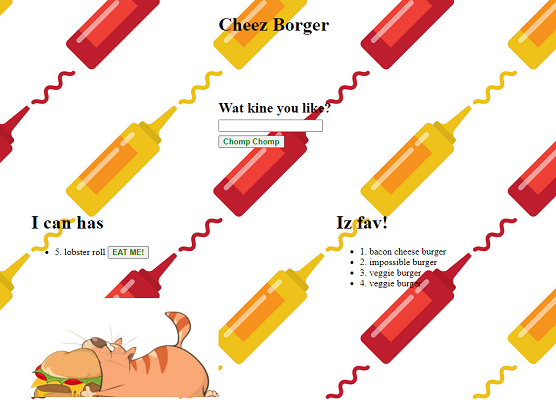 Cheez Borger
Wat kine you like?
Chomp Chomp
I can has
5. lobster roll EAT ME!
Iz fav!
1. bacon cheese burger
2. impossible burger
3. veggie burger
4. veggie burger